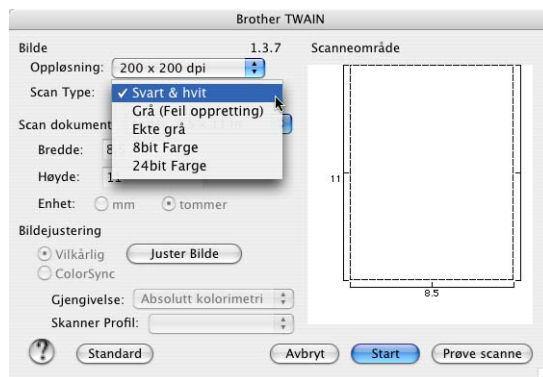 Brother TWAIN
Bilde 1.3.7
Oppløsning: 200 x 200 dpi
Scan Type: ✓ Svart & hvit
Grå (Feil oppretting)
Ekte grå
8bit Farge
24bit Farge
Scan dokument
Bredde: 8
Høyde: 11
Enhet: mm tommer
Bildejustering
Vilkårlig Juster Bilde
ColorSync
Gjengivelse: Absolutt kolorimetri
Skanner Profil:
Scanneområde
11
8.5
? Standard Avbryt Start Prøve scanne